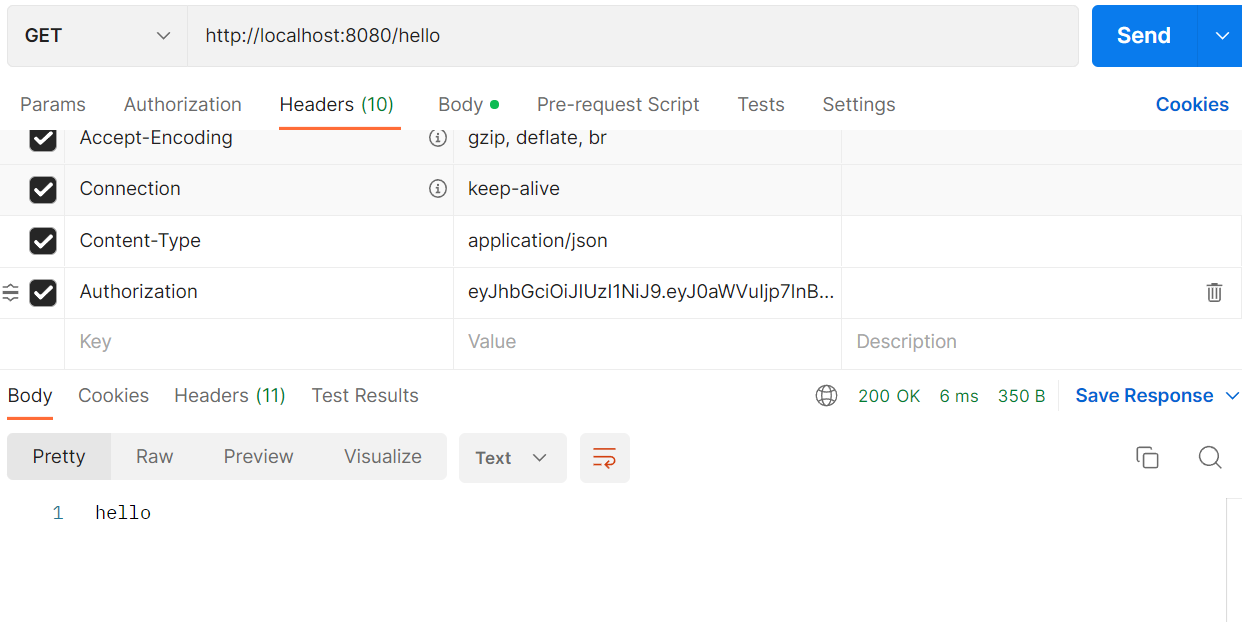 GET http://localhost:8080/hello Send
Params Authorization Headers (10) Body Pre-request Script Tests Settings Cookies
Accept-Encoding gzip, deflate, br
Connection keep-alive
Content-Type application/json
Authorization eyJhbGciOiJIUzI1NiJ9.eyJ0aWVuIjp7InB...
Key Value Description
Body Cookies Headers (11) Test Results 200 OK 6 ms 350 B Save Response
Pretty Raw Preview Visualize Text
1 hello